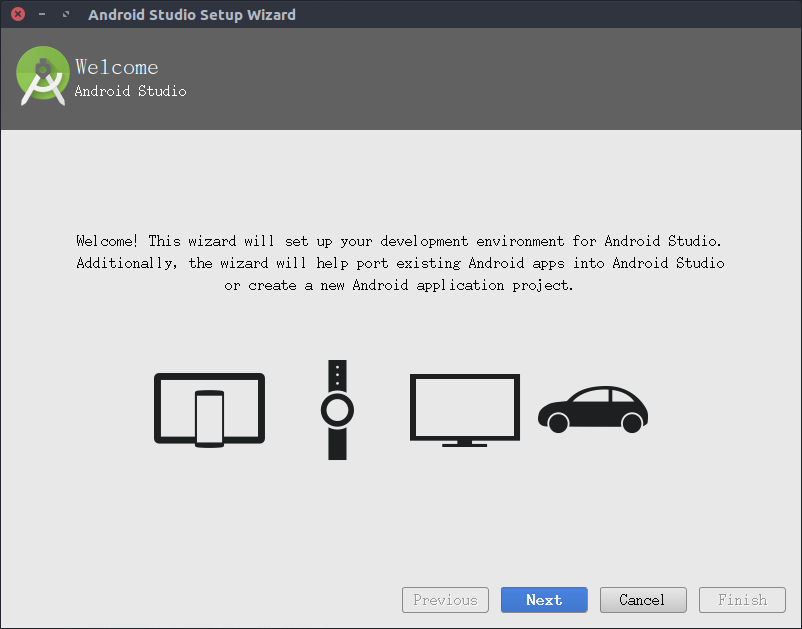 Android Studio Setup Wizard
Welcome
Android Studio
Welcome! This wizard will set up your development environment for Android Studio.
Additionally, the wizard will help port existing Android apps into Android Studio
or create a new Android application project.
Previous
Next
Cancel
Finish